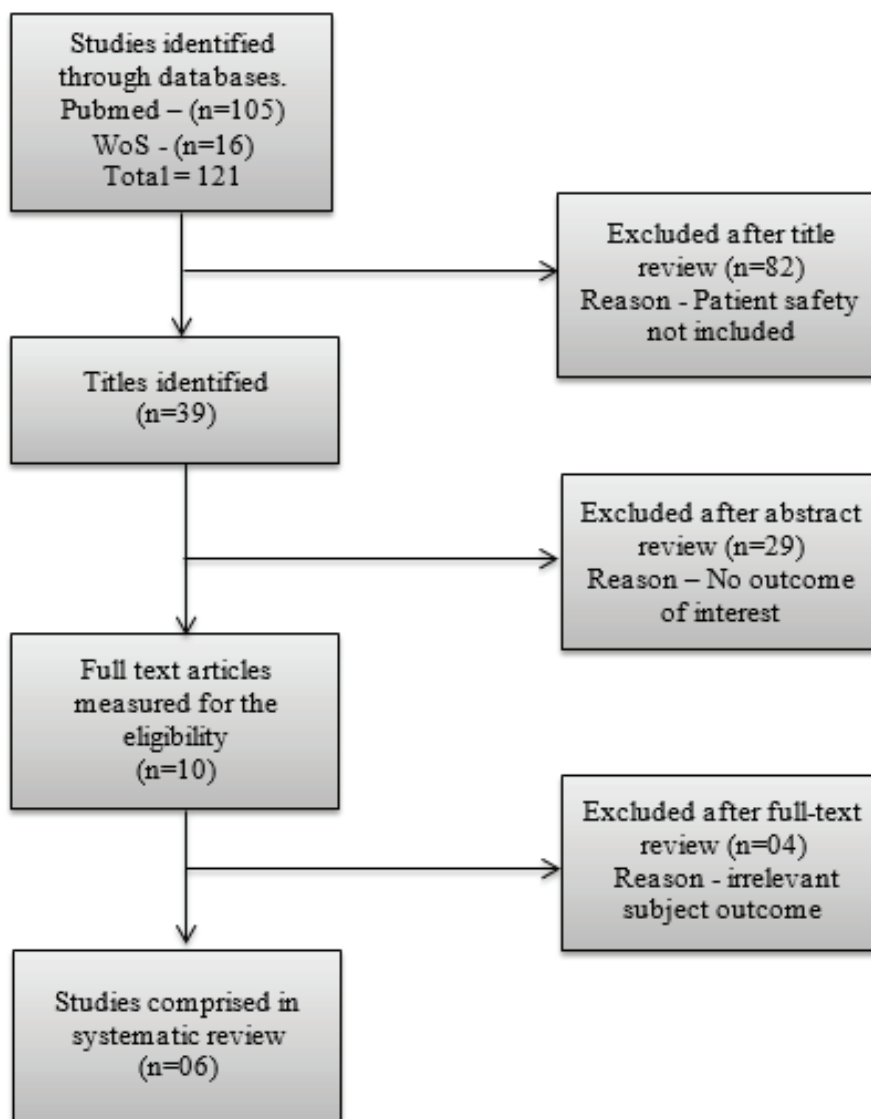 Studies identified
through databases.
Pubmed – (n=105)
WoS - (n=16)
Total = 121
Excluded after title
review (n=82)
Reason - Patient safety
not included
Titles identified
(n=39)
Excluded after abstract
review (n=29)
Reason – No outcome
of interest
Full text articles
measured for the
eligibility
(n=10)
Excluded after full-text
review (n=04)
Reason - irrelevant
subject outcome
Studies comprised in
systematic review
(n=06)